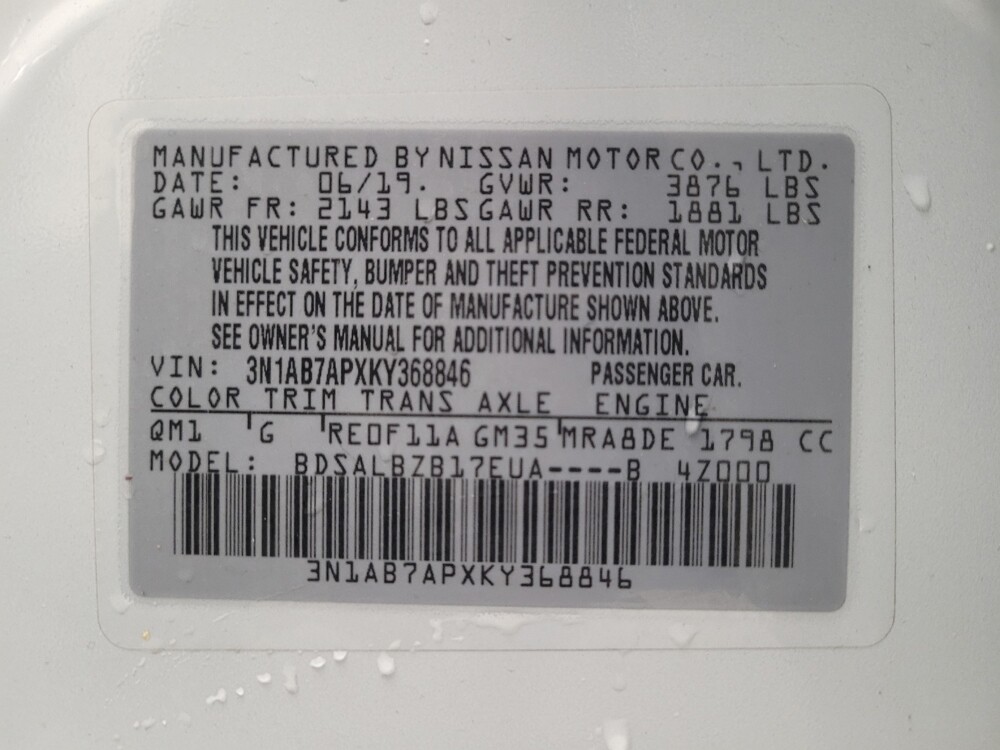 MANUFACTURED BY NISSAN MOTOR CO., LTD.
DATE: 06/19. GVWR: 3876 LBS
GAWR FR: 2143 LBS GAWR RR: 1881 LBS
THIS VEHICLE CONFORMS TO ALL APPLICABLE FEDERAL MOTOR
VEHICLE SAFETY, BUMPER AND THEFT PREVENTION STANDARDS
IN EFFECT ON THE DATE OF MANUFACTURE SHOWN ABOVE.
SEE OWNER'S MANUAL FOR ADDITIONAL INFORMATION.
VIN: 3N1AB7APXKY368846 PASSENGER CAR.
COLOR TRIM TRANS AXLE ENGINE
QM1 G RE0F11A GM35 MRA8DE 1798 CC
MODEL: BDSALBZB17EUA----B 4Z000
3N1AB7APXKY368846